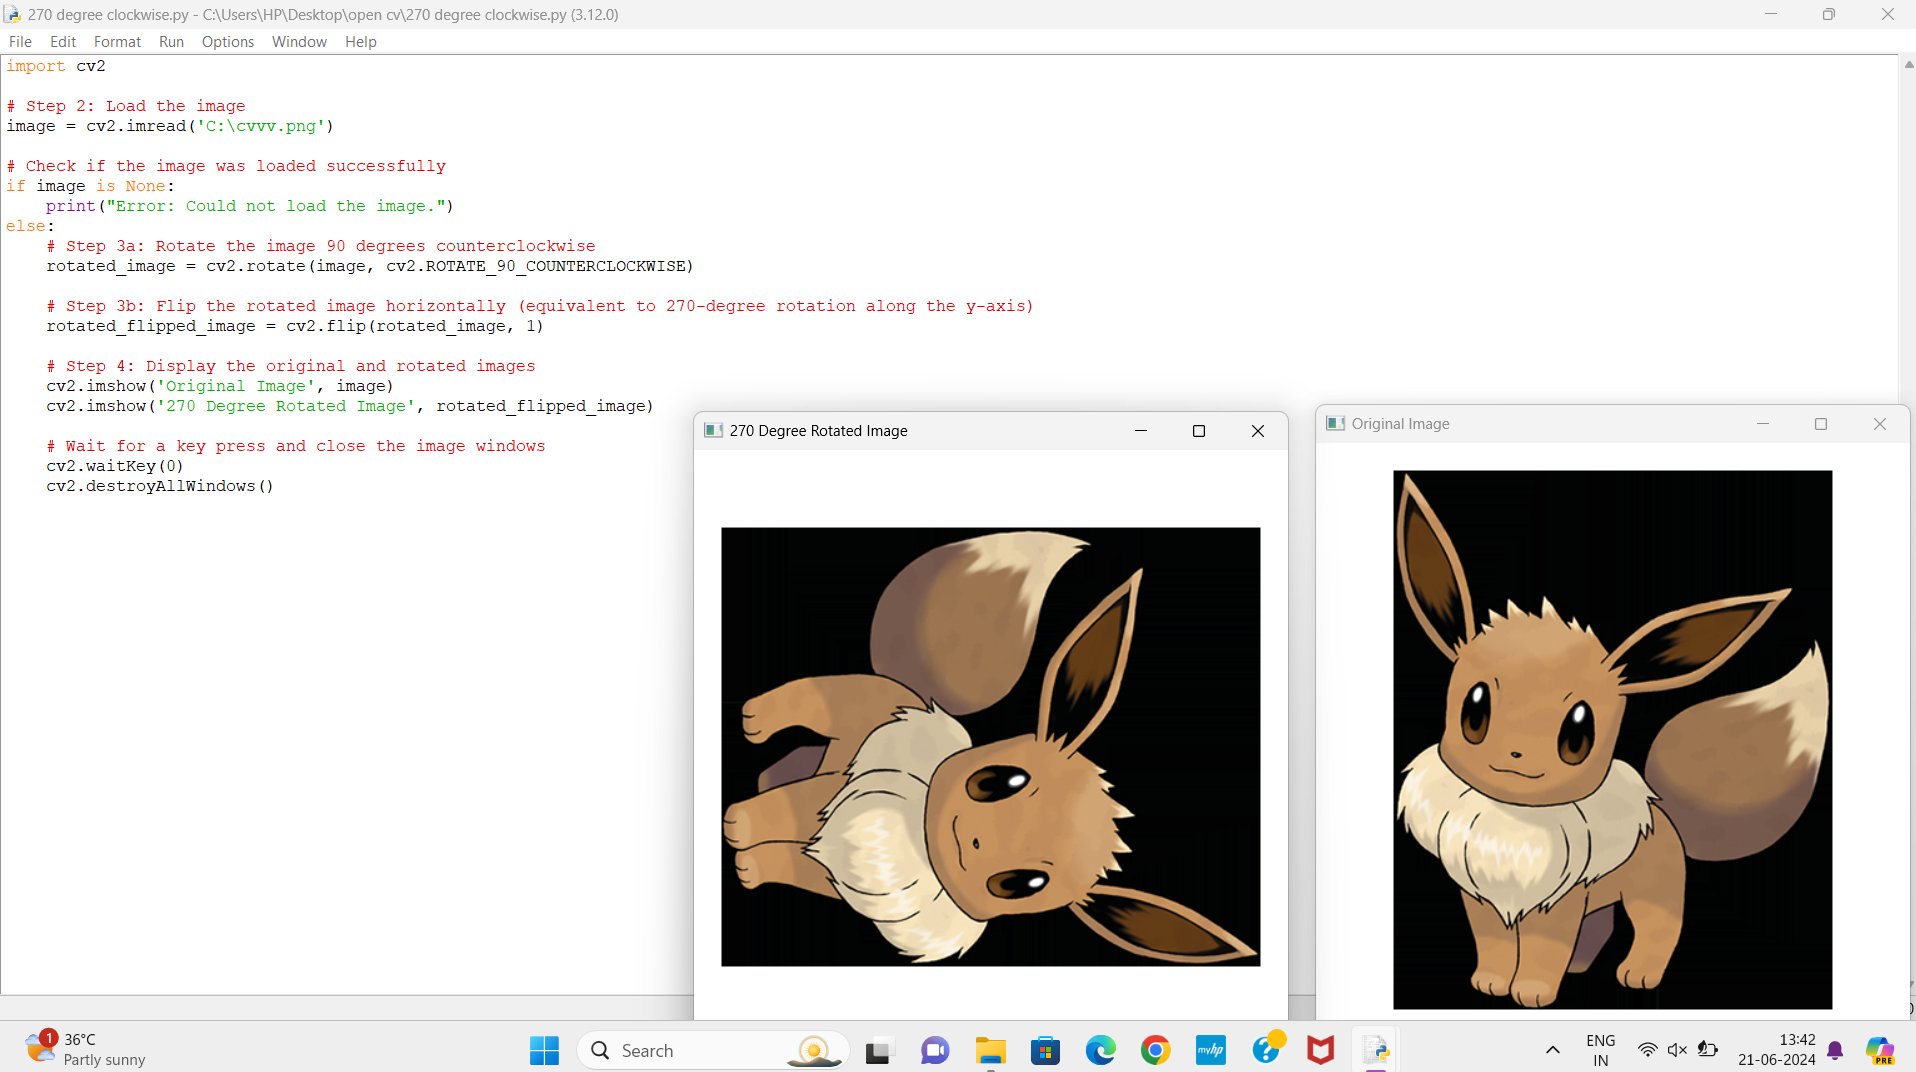 270 degree clockwise.py - C:\Users\HP\Desktop\open cv\270 degree clockwise.py (3.12.0)
File Edit Format Run Options Window Help
import cv2
# Step 2: Load the image
image = cv2.imread('C:\cvvv.png')
# Check if the image was loaded successfully
if image is None:
    print("Error: Could not load the image.")
else:
    # Step 3a: Rotate the image 90 degrees counterclockwise
    rotated_image = cv2.rotate(image, cv2.ROTATE_90_COUNTERCLOCKWISE)
    # Step 3b: Flip the rotated image horizontally (equivalent to 270-degree rotation along the y-axis)
    rotated_flipped_image = cv2.flip(rotated_image, 1)
    # Step 4: Display the original and rotated images
    cv2.imshow('Original Image', image)
    cv2.imshow('270 Degree Rotated Image', rotated_flipped_image)
    # Wait for a key press and close the image windows
    cv2.waitKey(0)
    cv2.destroyAllWindows()
270 Degree Rotated Image
Original Image
1
36°C
Partly sunny
Search
myhp
ENG
IN
13:42
21-06-2024
PRE